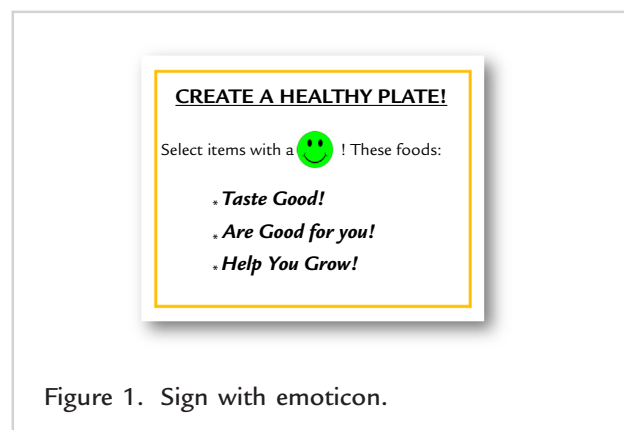 CREATE A HEALTHY PLATE!
Select items with a ! These foods:
* Taste Good!
* Are Good for you!
* Help You Grow!
Figure 1. Sign with emoticon.